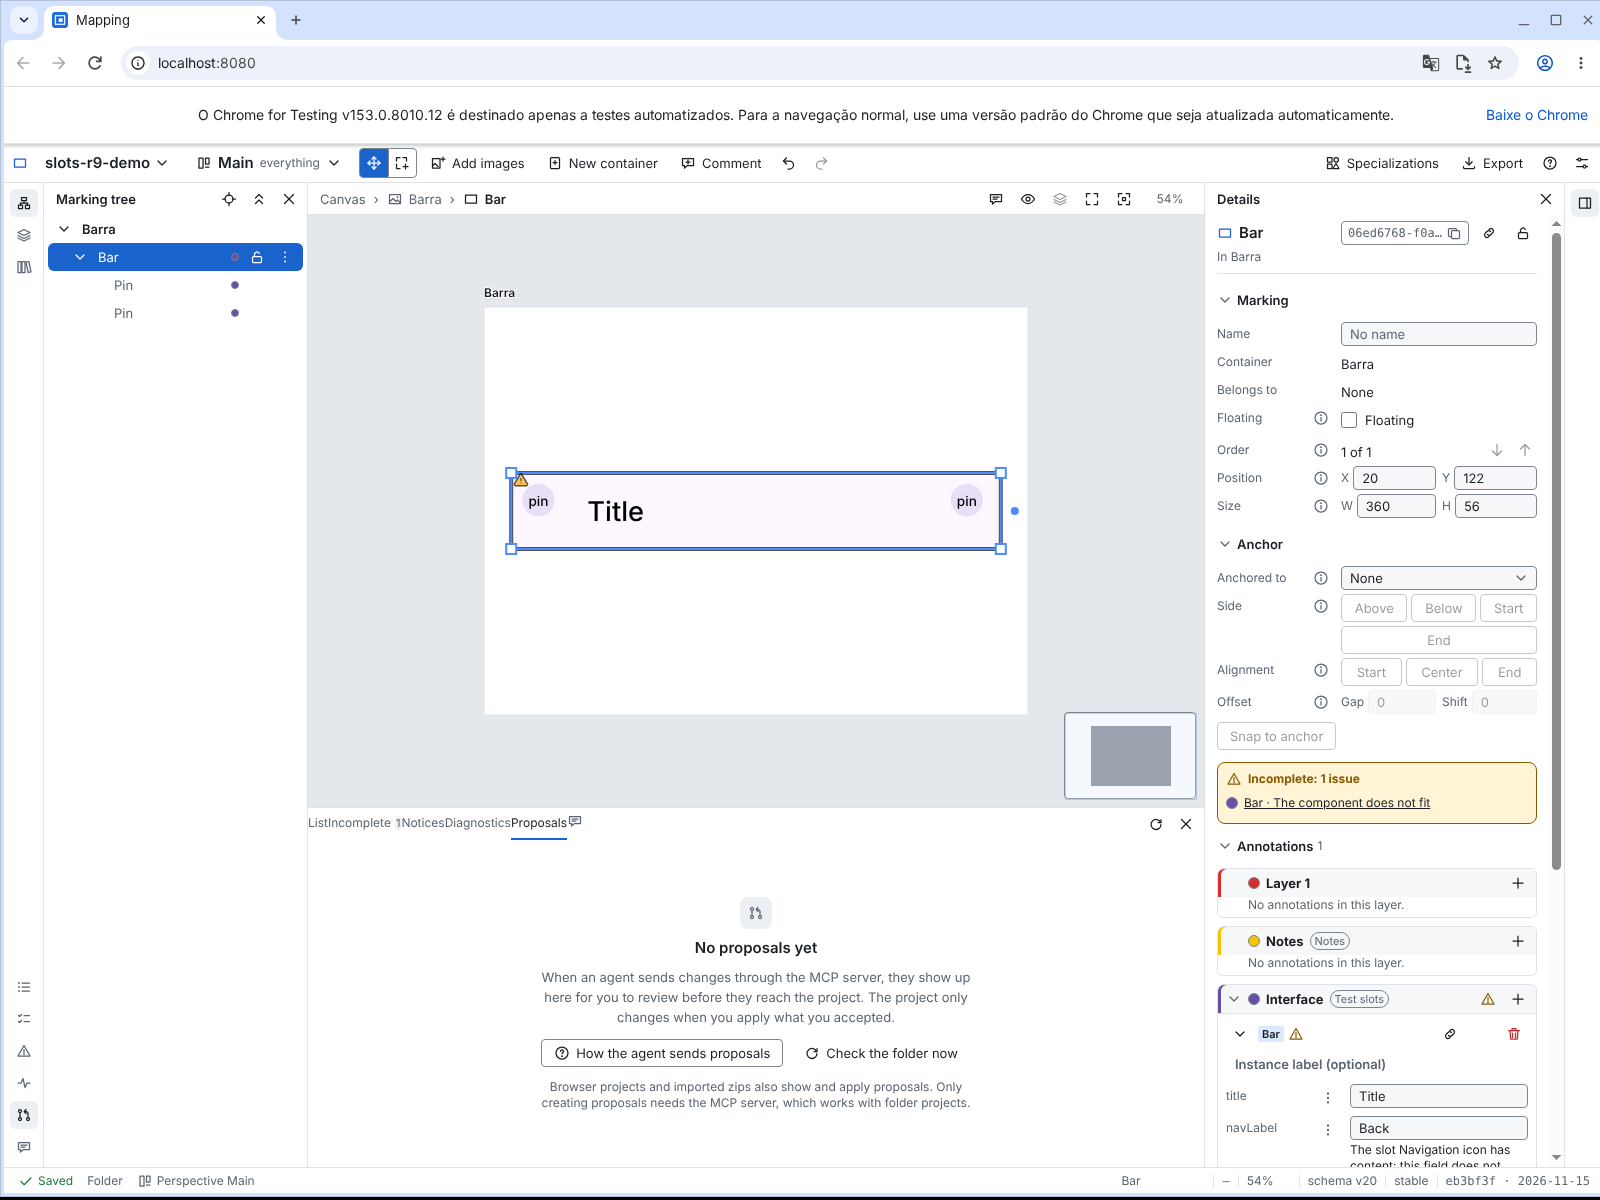 Mapping
localhost:8080
O Chrome for Testing v153.0.8010.12 é destinado apenas a testes automatizados. Para a navegação normal, use uma versão padrão do Chrome que seja atualizada automaticamente.
Baixe o Chrome
slots-r9-demo
Main everything
Add images
New container
Comment
Specializations
Export
Marking tree
Barra
Bar
Pin
Pin
Canvas › Barra › Bar
54%
Barra
pin
Title
pin
List
Incomplete 1
Notices
Diagnostics
Proposals
No proposals yet
When an agent sends changes through the MCP server, they show up
here for you to review before they reach the project. The project only
changes when you apply what you accepted.
How the agent sends proposals
Check the folder now
Browser projects and imported zips also show and apply proposals. Only
creating proposals needs the MCP server, which works with folder projects.
Details
Bar
06ed6768-f0a…
In Barra
Marking
Name No name
Container Barra
Belongs to None
Floating Floating
Order 1 of 1
Position X 20 Y 122
Size W 360 H 56
Anchor
Anchored to None
Side Above Below Start
End
Alignment Start Center End
Offset Gap 0 Shift 0
Snap to anchor
Incomplete: 1 issue
Bar · The component does not fit
Annotations 1
Layer 1
No annotations in this layer.
Notes Notes
No annotations in this layer.
Interface Test slots
Bar
Instance label (optional)
title Title
navLabel Back
The slot Navigation icon has
content: this field does not
Saved
Folder
Perspective Main
Bar
– 54%
schema v20
stable
eb3bf3f · 2026-11-15